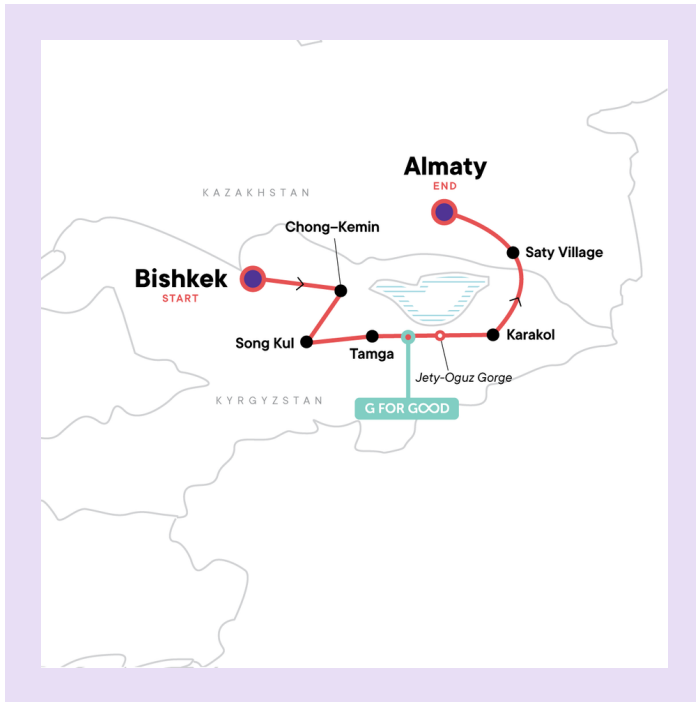 Almaty
END
KAZAKHSTAN
Chong–Kemin
Saty Village
Bishkek
START
Song Kul
Karakol
Tamga
Jety-Oguz Gorge
KYRGYZSTAN
G FOR GOOD